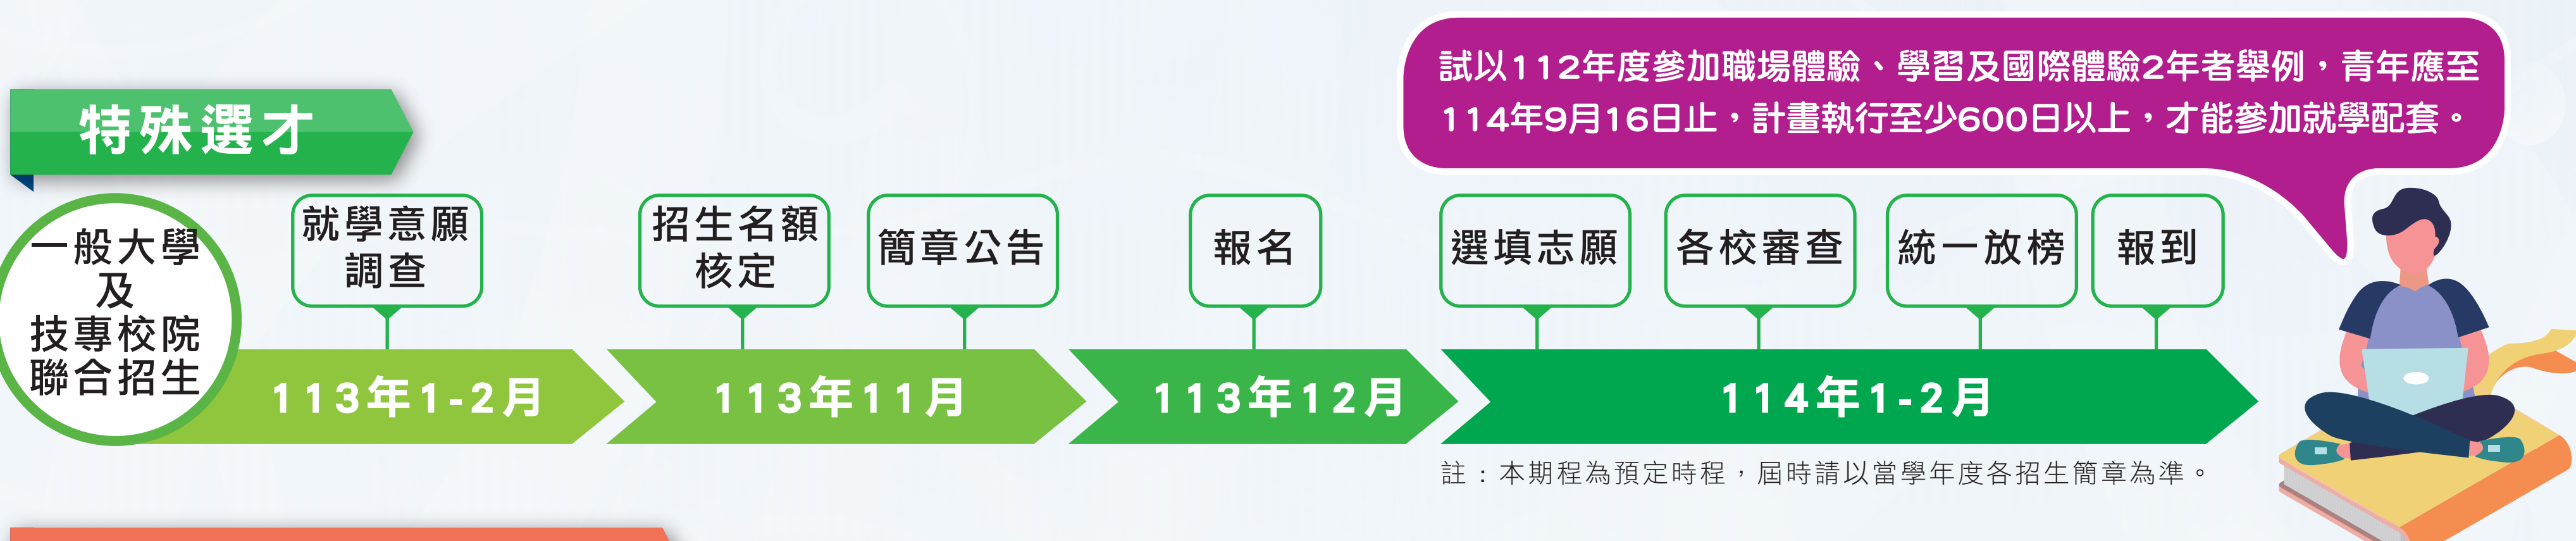 試以112年度參加職場體驗、學習及國際體驗2年者舉例，青年應至
114年9月16日止，計畫執行至少600日以上，才能參加就學配套。
特殊選才
一般大學
及
技專校院
聯合招生
就學意願
調查
招生名額
核定
簡章公告
報名
選填志願
各校審查
統一放榜
報到
113年1-2月
113年11月
113年12月
114年1-2月
註：本期程為預定時程，屆時請以當學年度各招生簡章為準。